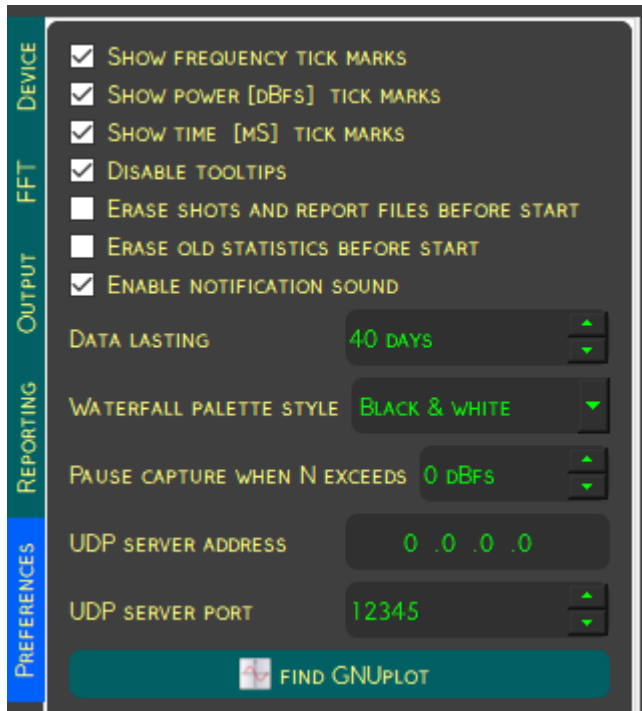 Device
FFT
Output
Reporting
Preferences
Show frequency tick marks
Show power [dBfs] tick marks
Show time [mS] tick marks
Disable tooltips
Erase shots and report files before start
Erase old statistics before start
Enable notification sound
Data lasting 40 days
Waterfall palette style Black & white
Pause capture when N exceeds 0 dBfs
UDP server address 0 .0 .0 .0
UDP server port 12345
find GNUplot